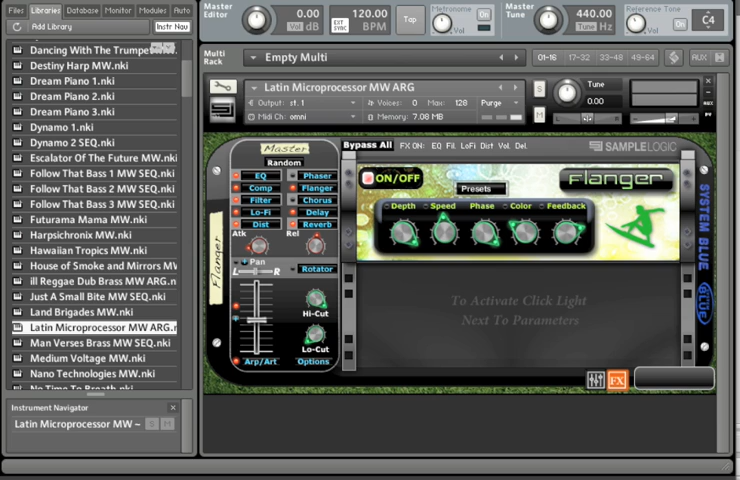 Files Libraries Database Monitor Modules Auto
Add Library Instr Nav
Dancing With The Trumpet
Destiny Harp MW.nki
Dream Piano 1.nki
Dream Piano 2.nki
Dream Piano 3.nki
Dynamo 1.nki
Dynamo 2 SEQ.nki
Escalator Of The Future MW.nki
Follow That Bass 1 MW SEQ.nki
Follow That Bass 2 MW SEQ.nki
Follow That Bass 3 MW SEQ.nki
Futurama Mama MW.nki
Harpsichronix MW.nki
Hawaiian Tropics MW.nki
House of Smoke and Mirrors MW
ill Reggae Dub Brass MW ARG.n
Just A Small Bite MW SEQ.nki
Land Brigades MW.nki
Latin Microprocessor MW ARG.r
Man Verses Brass MW SEQ.nki
Medium Voltage MW.nki
Nano Technologies MW.nki
No Time To Breath.nki
Instrument Navigator
Latin Microprocessor MW ~ S M
Master Editor
0.00 Vol dB
EXT SYNC
120.00 BPM
Tap
Metronome On
Master Tune
440.00 Tune Hz
Reference Tone On
C4
Multi Rack
Empty Multi
01-16 17-32 33-48 49-64 AUX
Latin Microprocessor MW ARG
Output: st. 1 Voices: 0 Max: 128 Purge
Midi Ch: omni Memory: 7.08 MB
S
M
Tune
0.00
AUX
PV
Master
Random
EQ Phaser
Comp Flanger
Filter Chorus
Lo-Fi Delay
Dist Reverb
Atk Rel
Pan
L R
Rotator
Hi-Cut
Lo-Cut
Arp/Art Options
Flanger
Bypass All FX ON: EQ Fil. LoFi Dist Vol. Del.
SAMPLELOGIC
ON/OFF
Presets
Flanger
Depth Speed Phase Color Feedback
To Activate Click Light
Next To Parameters
SYSTEM BLUE
BLUE
FX